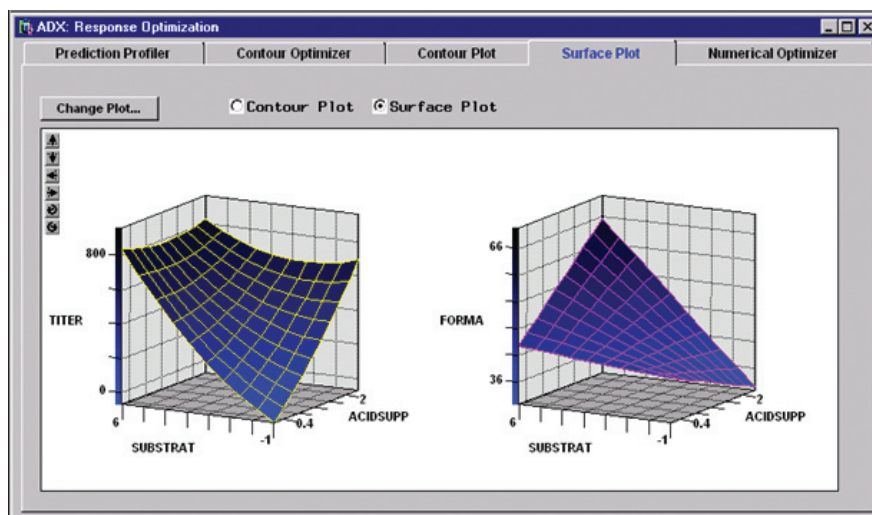 ADX: Response Optimization
Prediction Profiler Contour Optimizer Contour Plot Surface Plot Numerical Optimizer
Change Plot... Contour Plot Surface Plot
800
TITER
0
6
SUBSTRAT
-1
0.4
ACIDSUPP
2
66
FORMA
36
6
SUBSTRAT
-1
0.4
ACIDSUPP
2